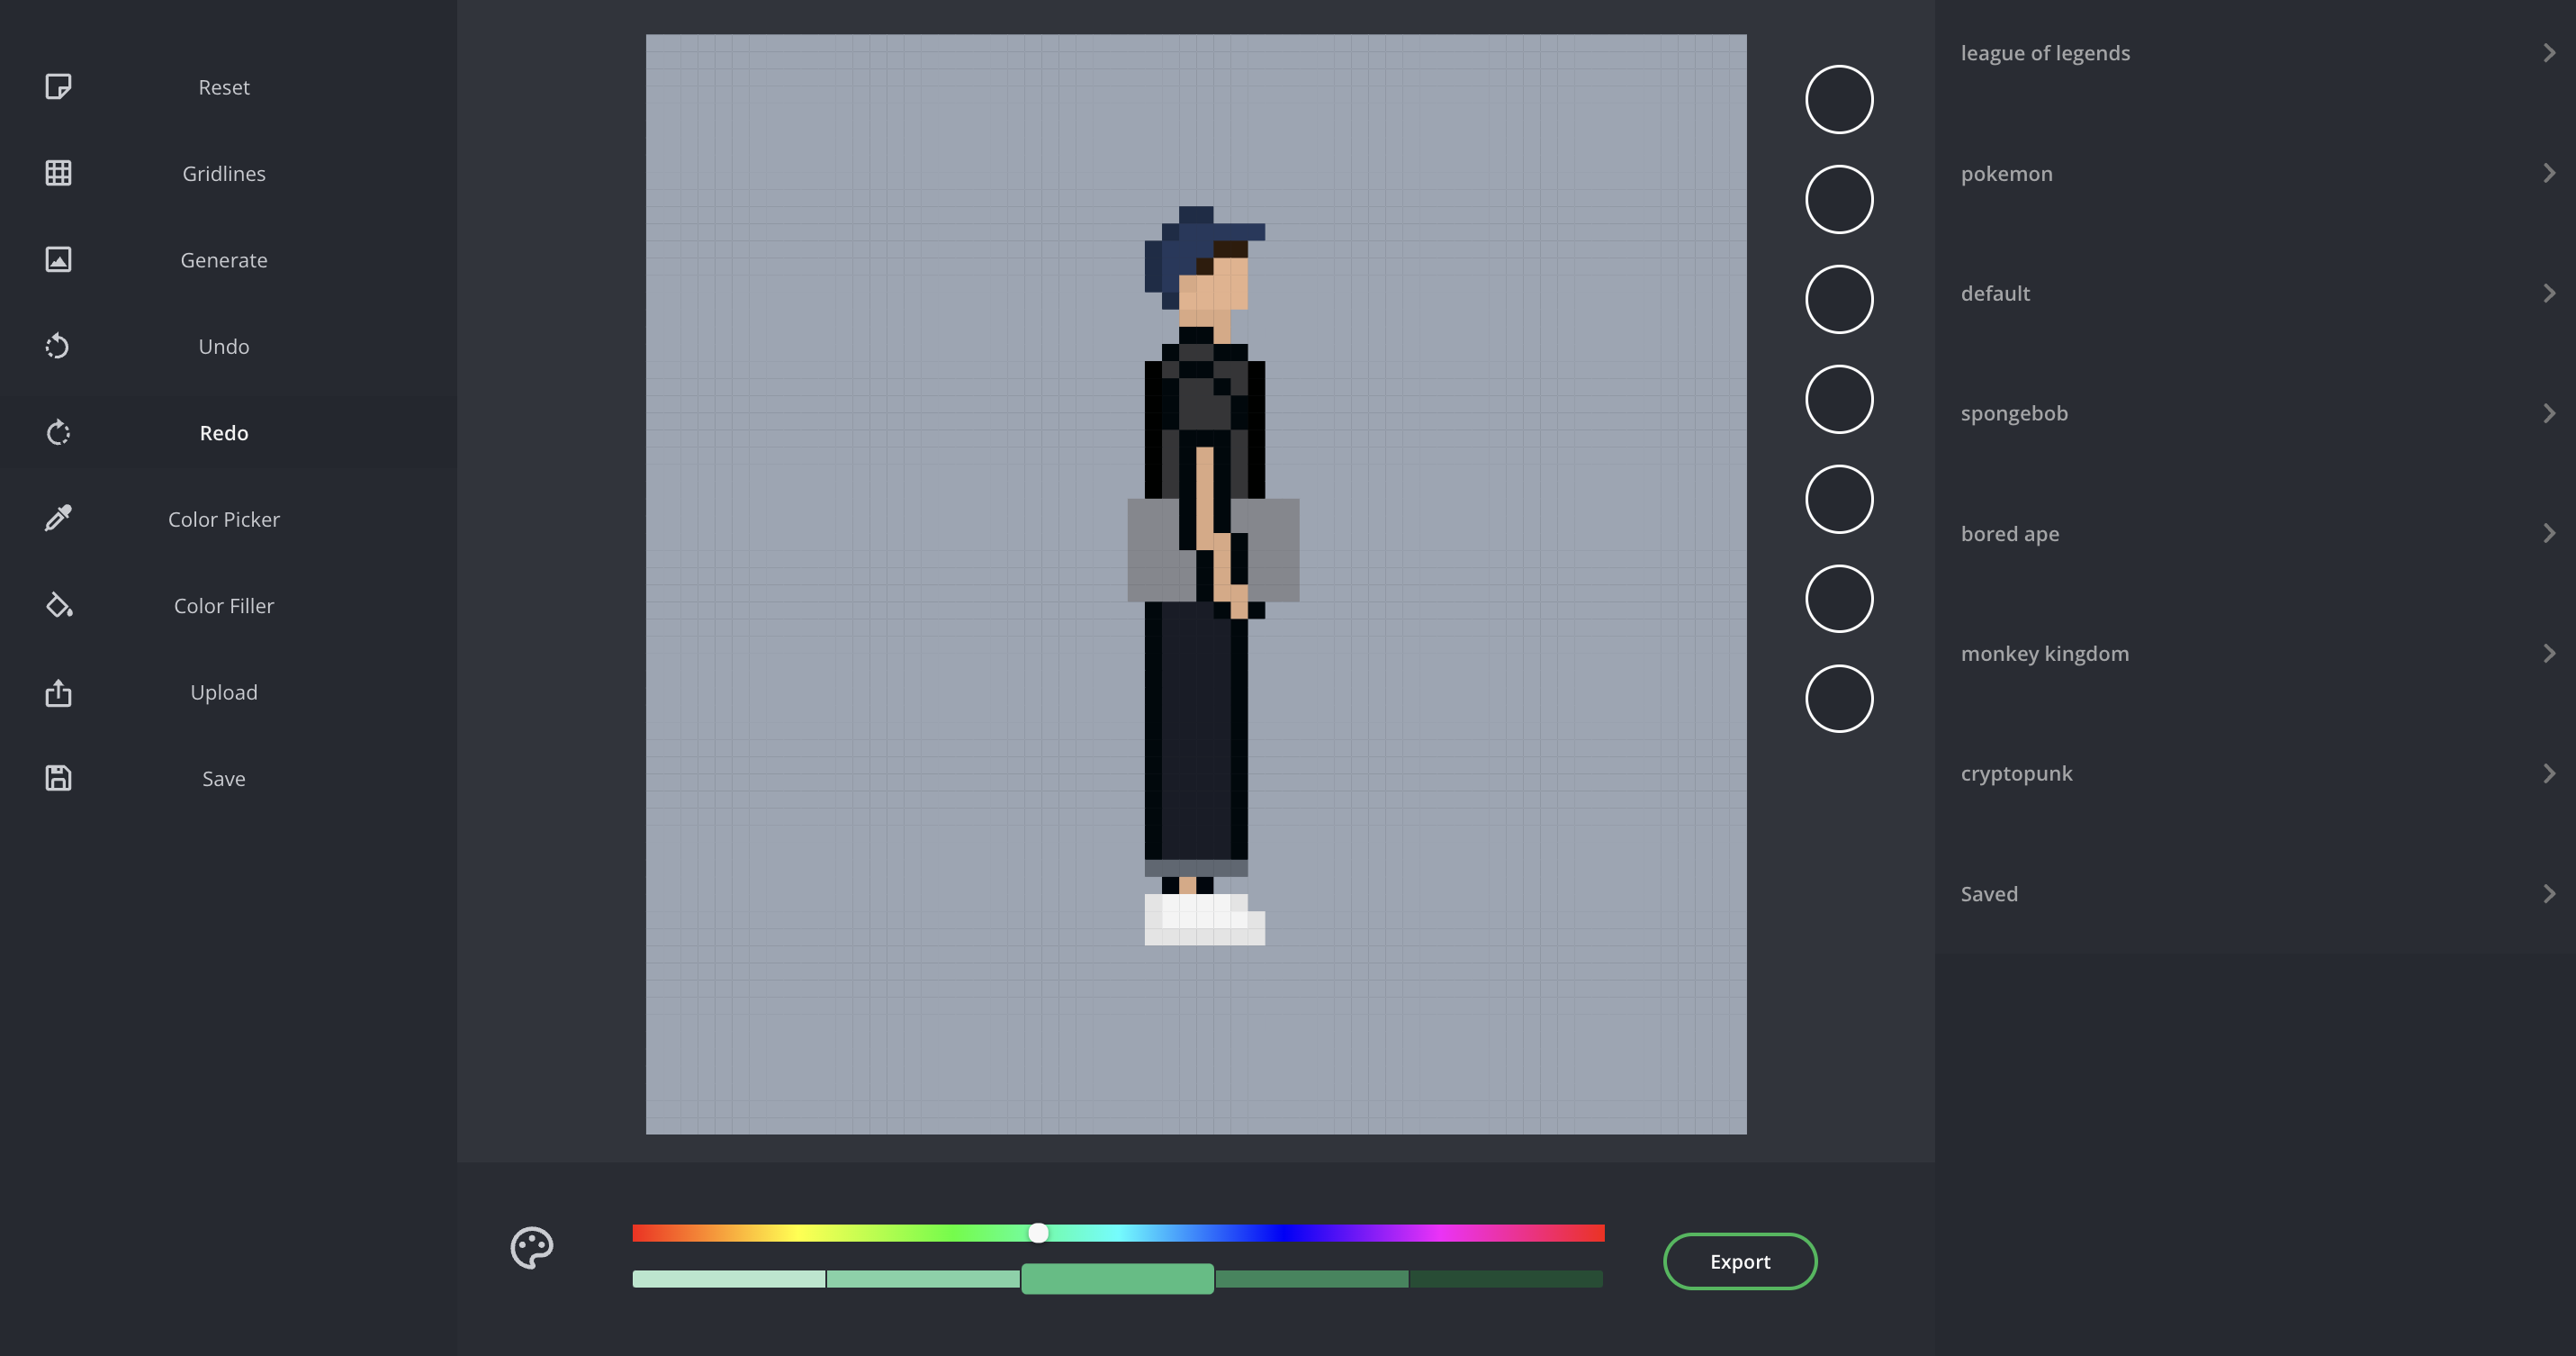 Reset
Gridlines
Generate
Undo
Redo
Color Picker
Color Filler
Upload
Save
league of legends
pokemon
default
spongebob
bored ape
monkey kingdom
cryptopunk
Saved
Export